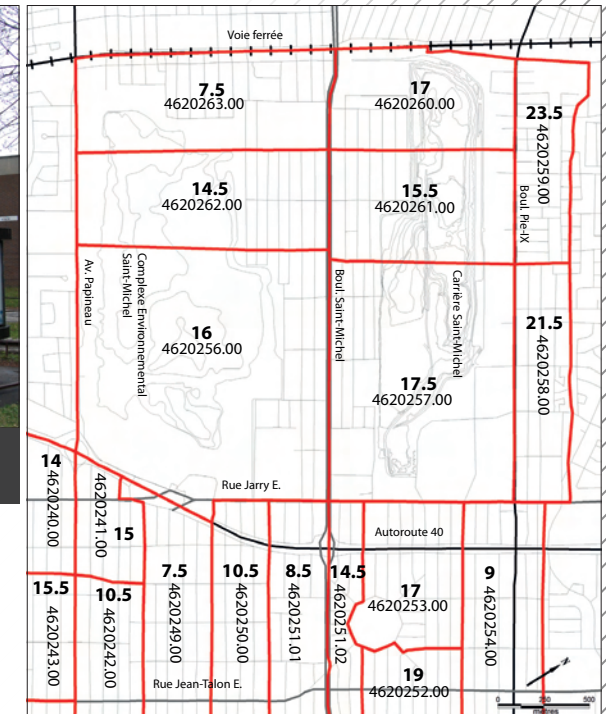 Voie ferrée
7.5
4620263.00
17
4620260.00
23.5
4620259.00
14.5
4620262.00
15.5
4620261.00
Boul. Pie-IX
Av. Papineau
Complexe Environnemental
Saint-Michel
Boul. Saint-Michel
Carrière Saint-Michel
16
4620256.00
17.5
4620257.00
21.5
4620258.00
14
4620240.00
4620241.00
15
Rue Jarry E.
Autoroute 40
15.5
4620243.00
10.5
4620242.00
7.5
4620249.00
10.5
4620250.00
8.5
4620251.01
14.5
4620251.02
17
4620253.00
9
4620254.00
19
4620252.00
Rue Jean-Talon E.
N
0 250 500
mètres